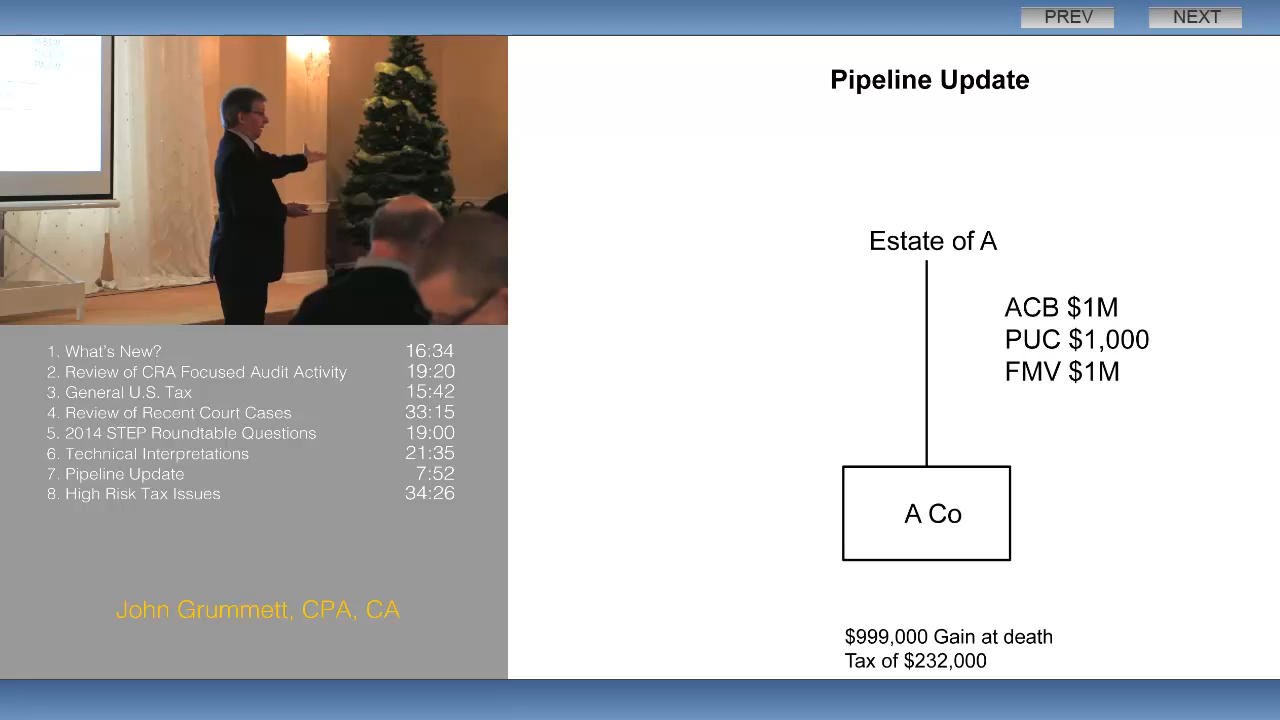 PREV
NEXT
Pipeline Update
Estate of A
ACB $1M
PUC $1,000
FMV $1M
A Co
$999,000 Gain at death
Tax of $232,000
1. What's New? 16:34
2. Review of CRA Focused Audit Activity 19:20
3. General U.S. Tax 15:42
4. Review of Recent Court Cases 33:15
5. 2014 STEP Roundtable Questions 19:00
6. Technical Interpretations 21:35
7. Pipeline Update 7:52
8. High Risk Tax Issues 34:26
John Grummett, CPA, CA